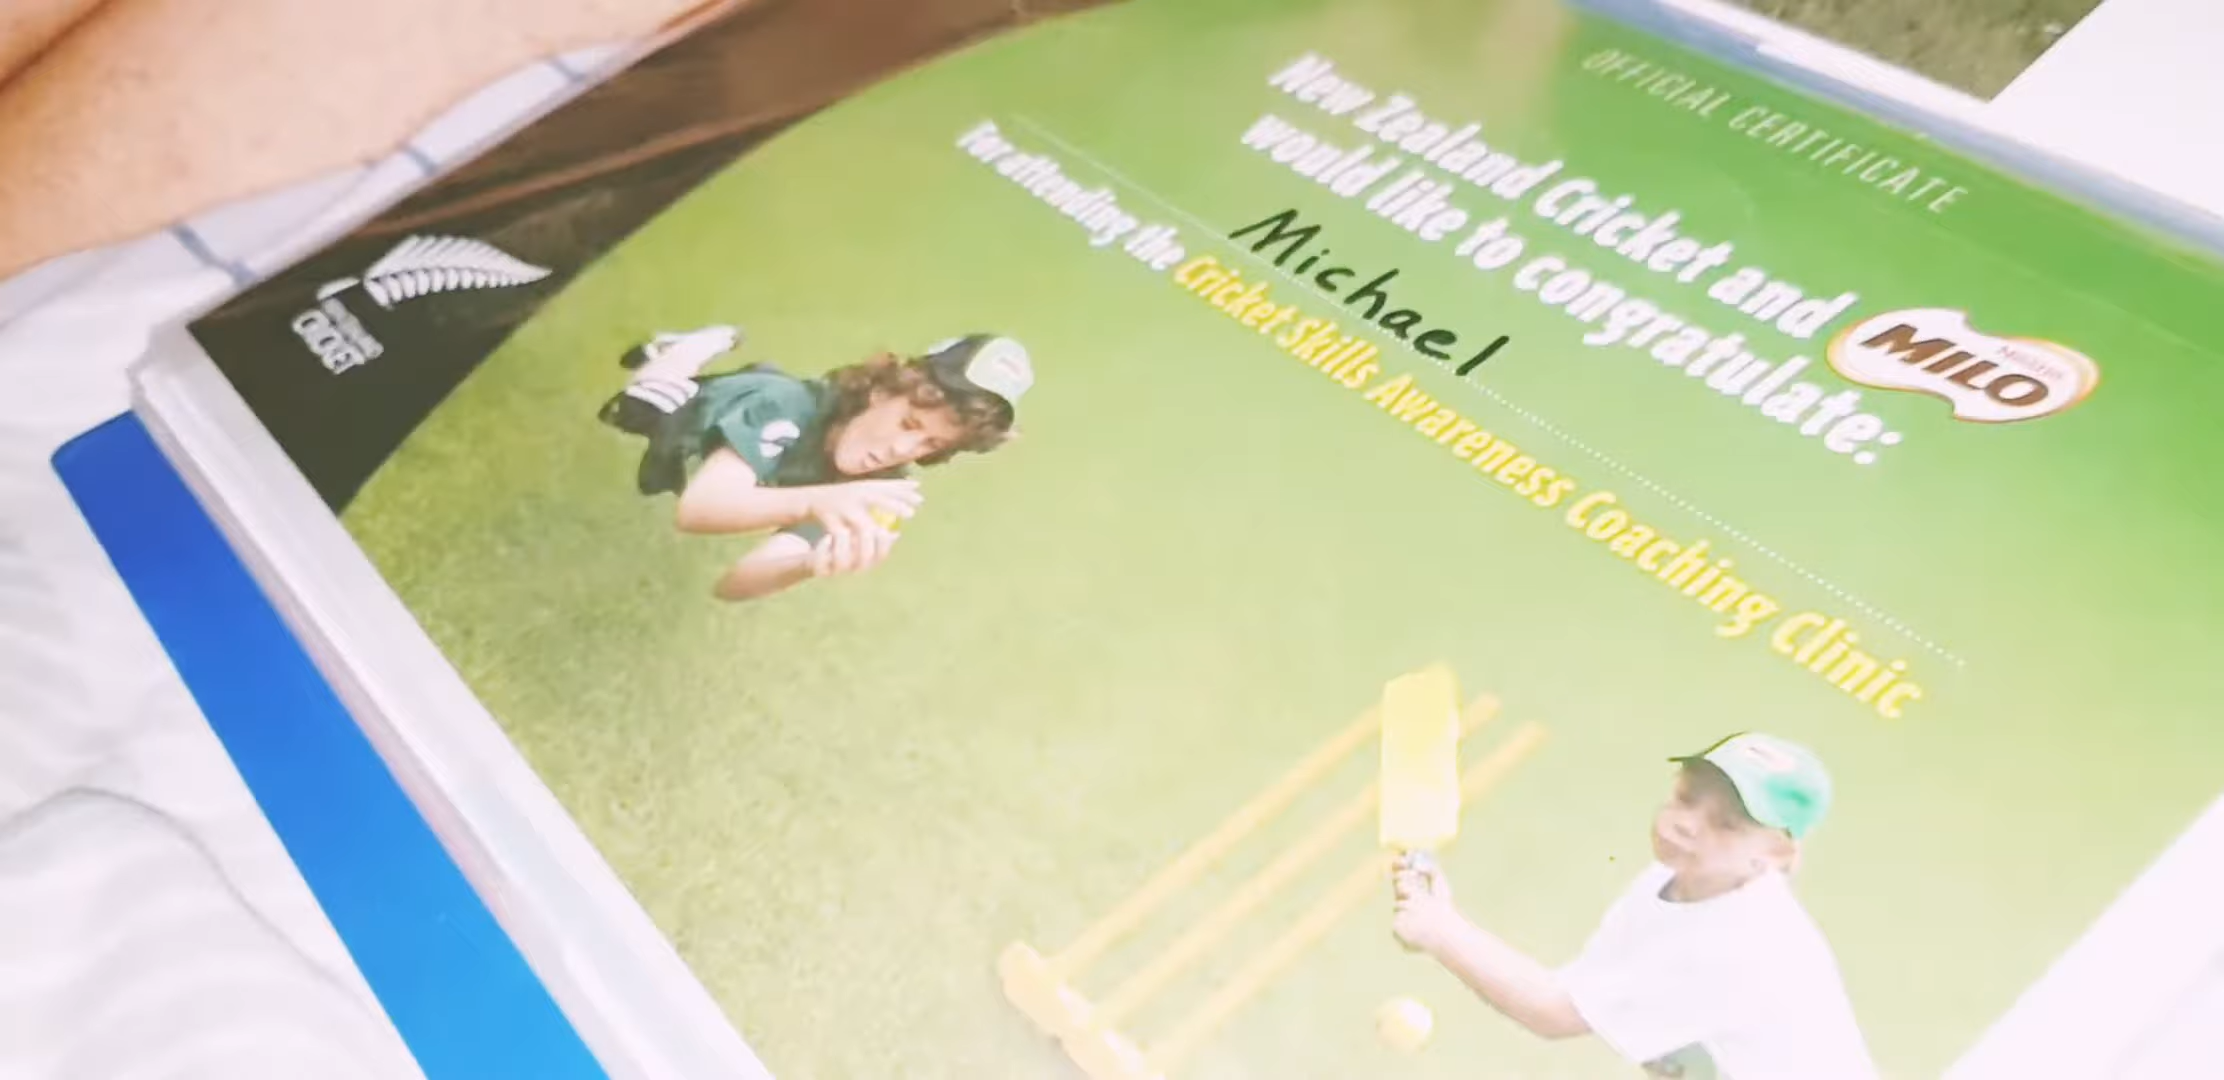 OFFICIAL CERTIFICATE
New Zealand Cricket and MILO
would like to congratulate:
Michael
For attending the Cricket Skills Awareness Coaching Clinic
CRICKET